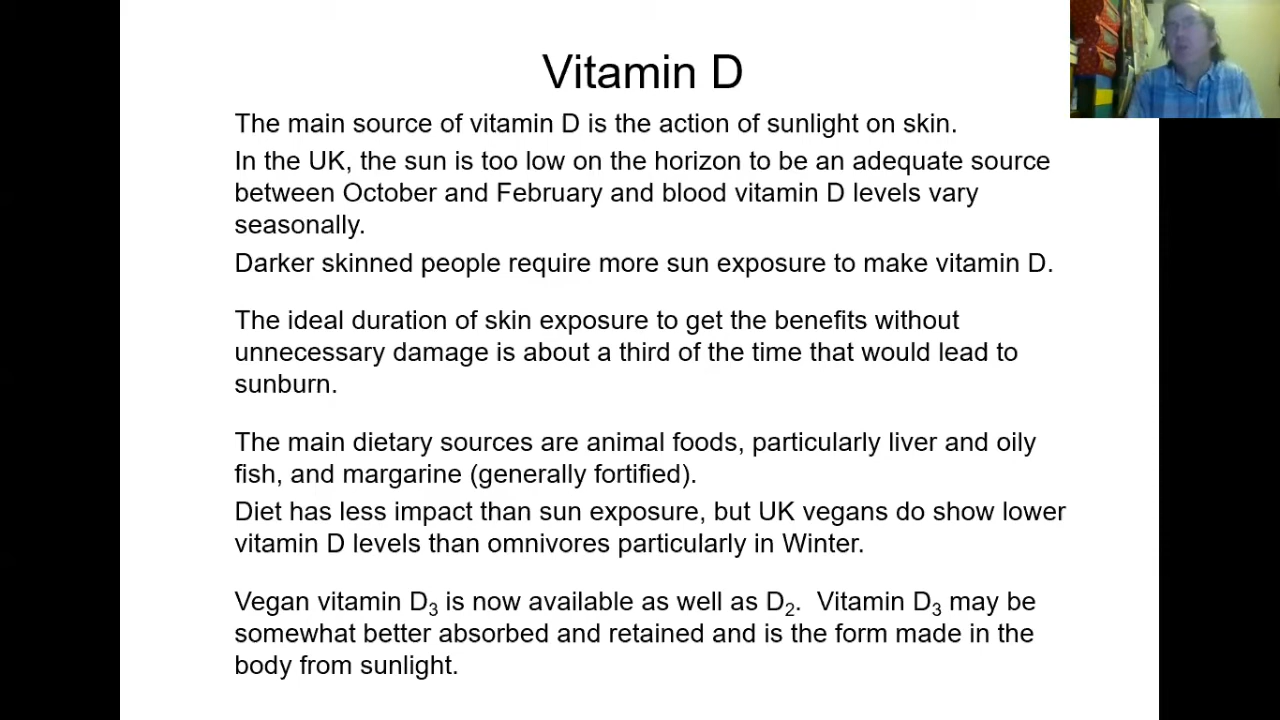 Vitamin D
The main source of vitamin D is the action of sunlight on skin.
In the UK, the sun is too low on the horizon to be an adequate source
between October and February and blood vitamin D levels vary
seasonally.
Darker skinned people require more sun exposure to make vitamin D.
The ideal duration of skin exposure to get the benefits without
unnecessary damage is about a third of the time that would lead to
sunburn.
The main dietary sources are animal foods, particularly liver and oily
fish, and margarine (generally fortified).
Diet has less impact than sun exposure, but UK vegans do show lower
vitamin D levels than omnivores particularly in Winter.
Vegan vitamin D₃ is now available as well as D₂.  Vitamin D₃ may be
somewhat better absorbed and retained and is the form made in the
body from sunlight.